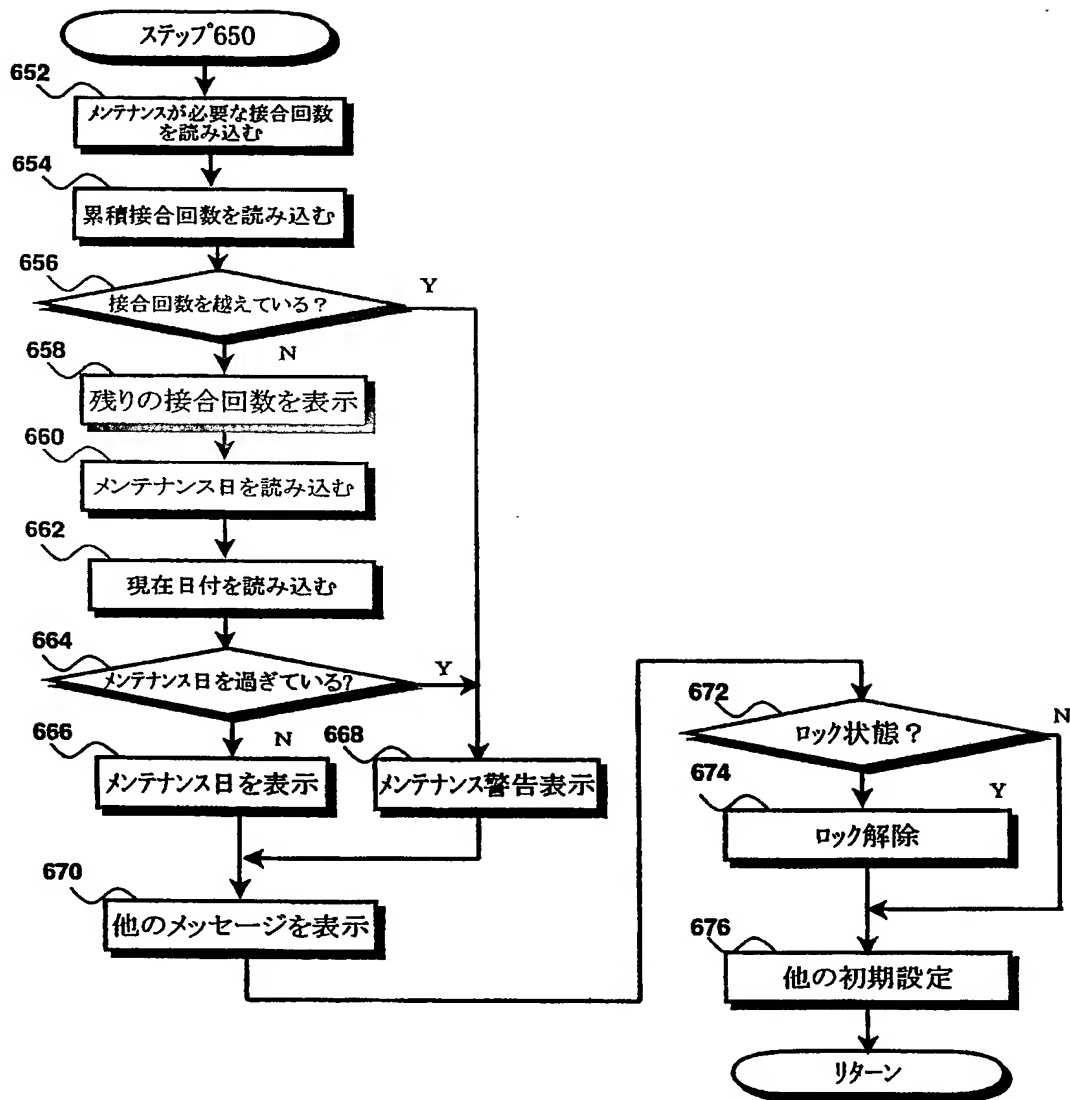 ステップ650
652
メンテナンスが必要な接合回数
を読み込む
654
累積接合回数を読み込む
656
接合回数を越えている?
Y
N
658
残りの接合回数を表示
660
メンテナンス日を読み込む
662
現在日付を読み込む
664
メンテナンス日を過ぎている?
Y
N
666
メンテナンス日を表示
668
メンテナンス警告表示
670
他のメッセージを表示
672
ロック状態?
N
Y
674
ロック解除
676
他の初期設定
リターン